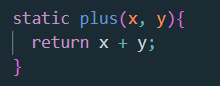 static plus(x, y){
  return x + y;
}